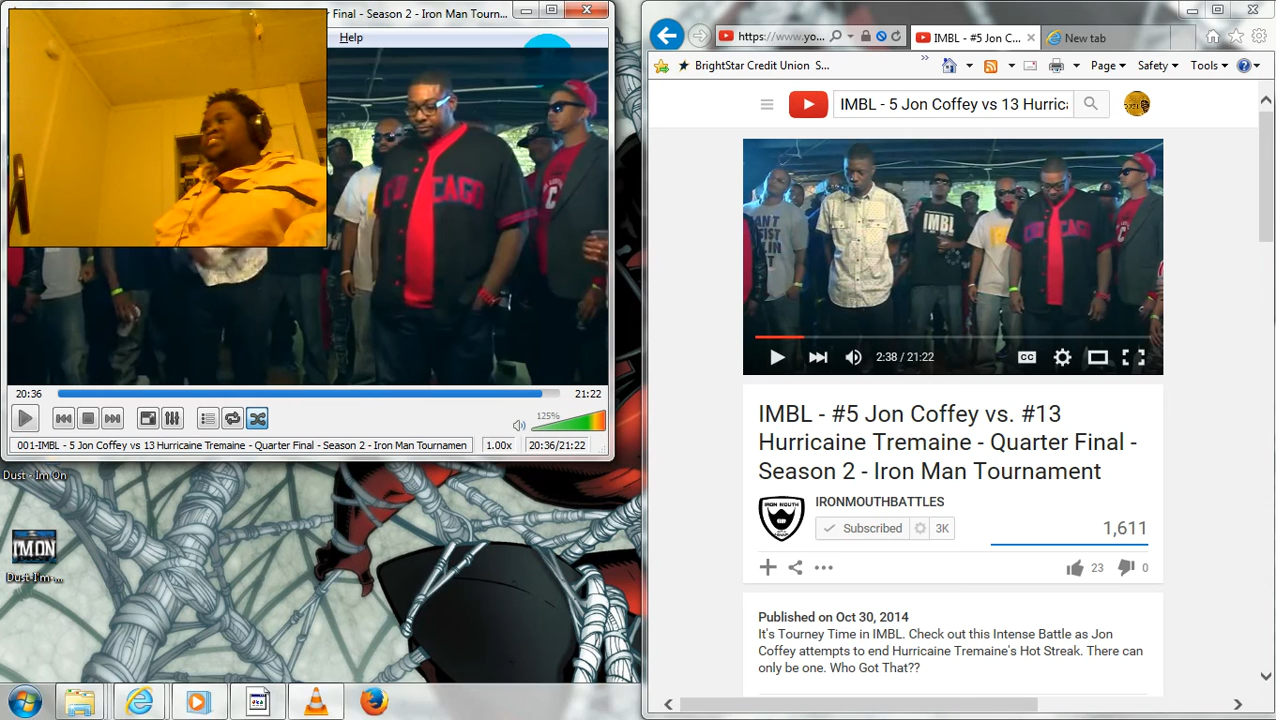 Final - Season 2 - Iron Man Tourn...
Help
CHICAGO
20:36
21:22
125%
001-IMBL - 5 Jon Coffey vs 13 Hurricaine Tremaine - Quarter Final - Season 2 - Iron Man Tournamen
1.00x
20:36/21:22
Dust - Im On
I'M ON
Dust-I'm-...
https://www.yo...
IMBL - #5 Jon C...
New tab
BrightStar Credit Union S...
Page
Safety
Tools
IMBL - 5 Jon Coffey vs 13 Hurric
IMBL
CHICAGO
2:38 / 21:22
CC
IMBL - #5 Jon Coffey vs. #13
Hurricaine Tremaine - Quarter Final -
Season 2 - Iron Man Tournament
IRON MOUTH
IRONMOUTHBATTLES
Subscribed
3K
1,611
23
0
Published on Oct 30, 2014
It's Tourney Time in IMBL. Check out this Intense Battle as Jon
Coffey attempts to end Hurricaine Tremaine's Hot Streak. There can
only be one. Who Got That??